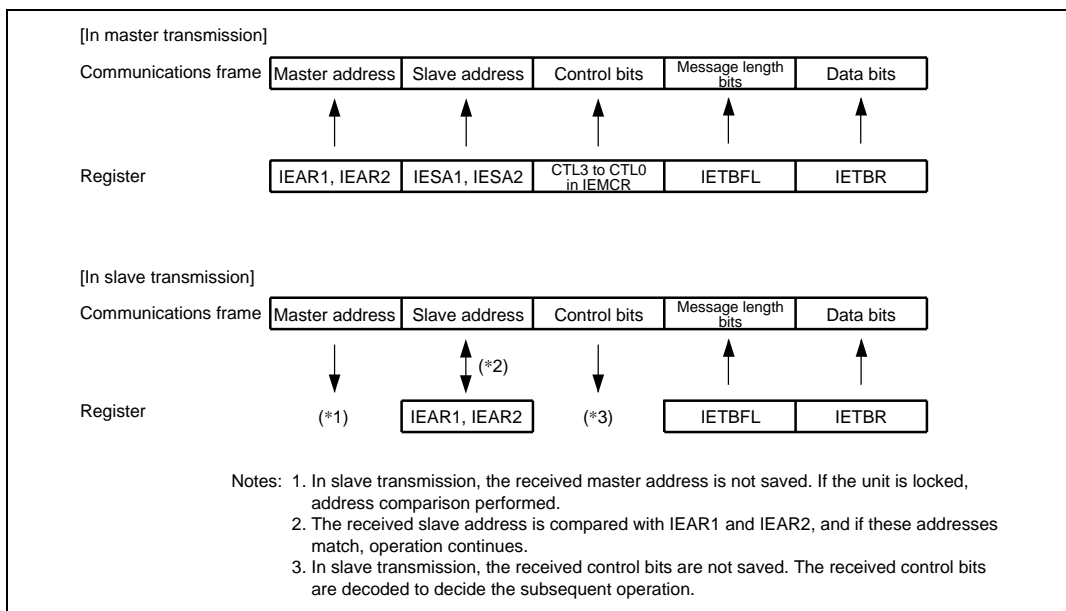 [In master transmission]
Communications frame Master address Slave address Control bits Message length bits Data bits
Register IEAR1, IEAR2 IESA1, IESA2 CTL3 to CTL0 in IEMCR IETBFL IETBR
[In slave transmission]
Communications frame Master address Slave address Control bits Message length bits Data bits
(*2)
Register (*1) IEAR1, IEAR2 (*3) IETBFL IETBR
Notes: 1. In slave transmission, the received master address is not saved. If the unit is locked,
address comparison performed.
2. The received slave address is compared with IEAR1 and IEAR2, and if these addresses
match, operation continues.
3. In slave transmission, the received control bits are not saved. The received control bits
are decoded to decide the subsequent operation.